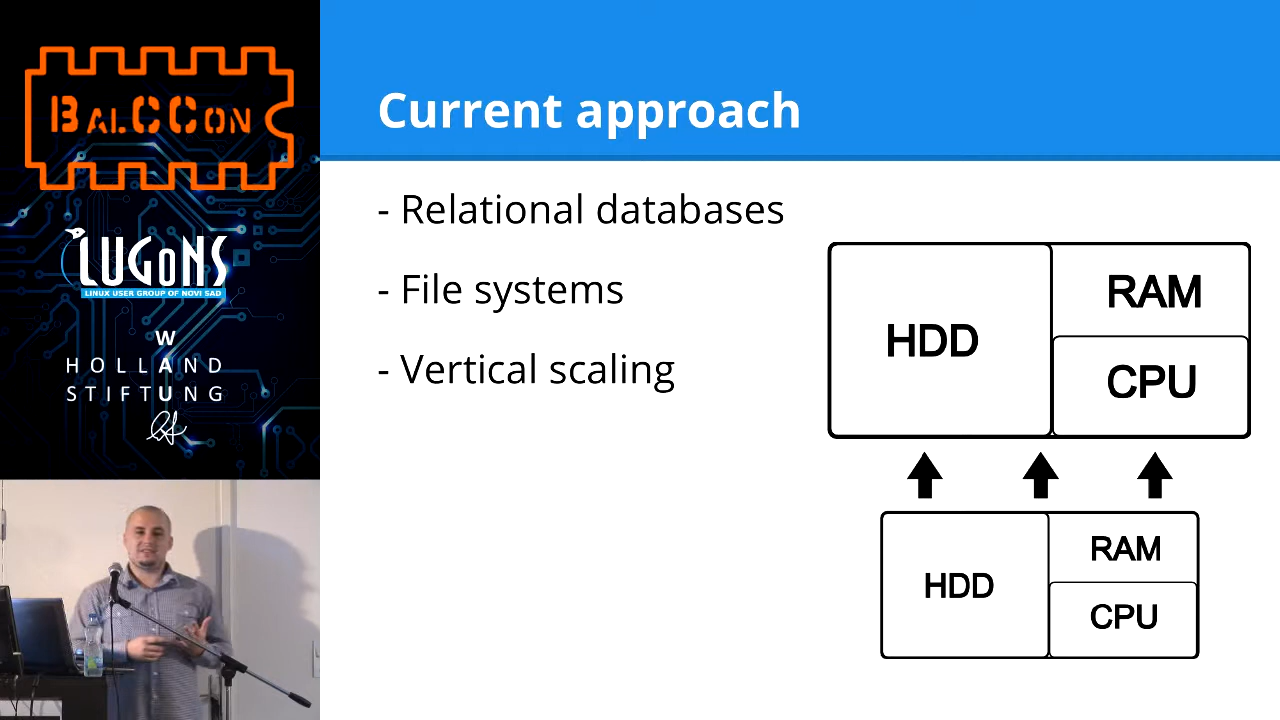 BALCCON
LUGoNS
LINUX USER GROUP OF NOVI SAD
W
HOLLAND
STIFTUNG
Current approach
- Relational databases
- File systems
- Vertical scaling
HDD
RAM
CPU
HDD
RAM
CPU